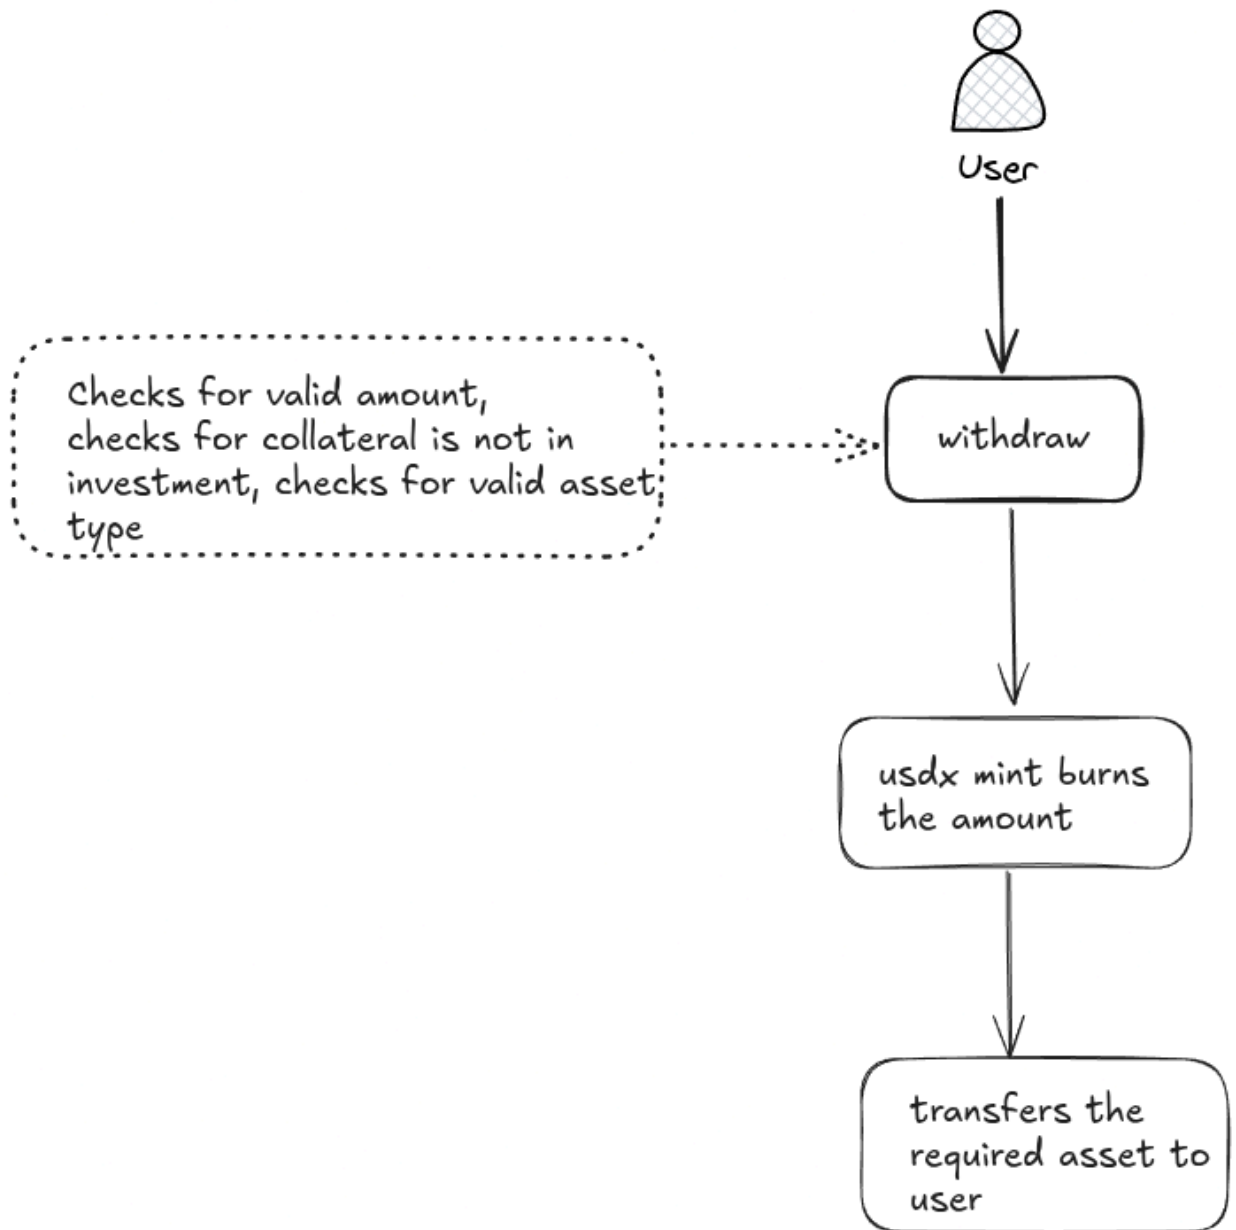 User
Checks for valid amount,
checks for collateral is not in
investment, checks for valid asset
type
withdraw
usdx mint burns
the amount
transfers the
required asset to
user